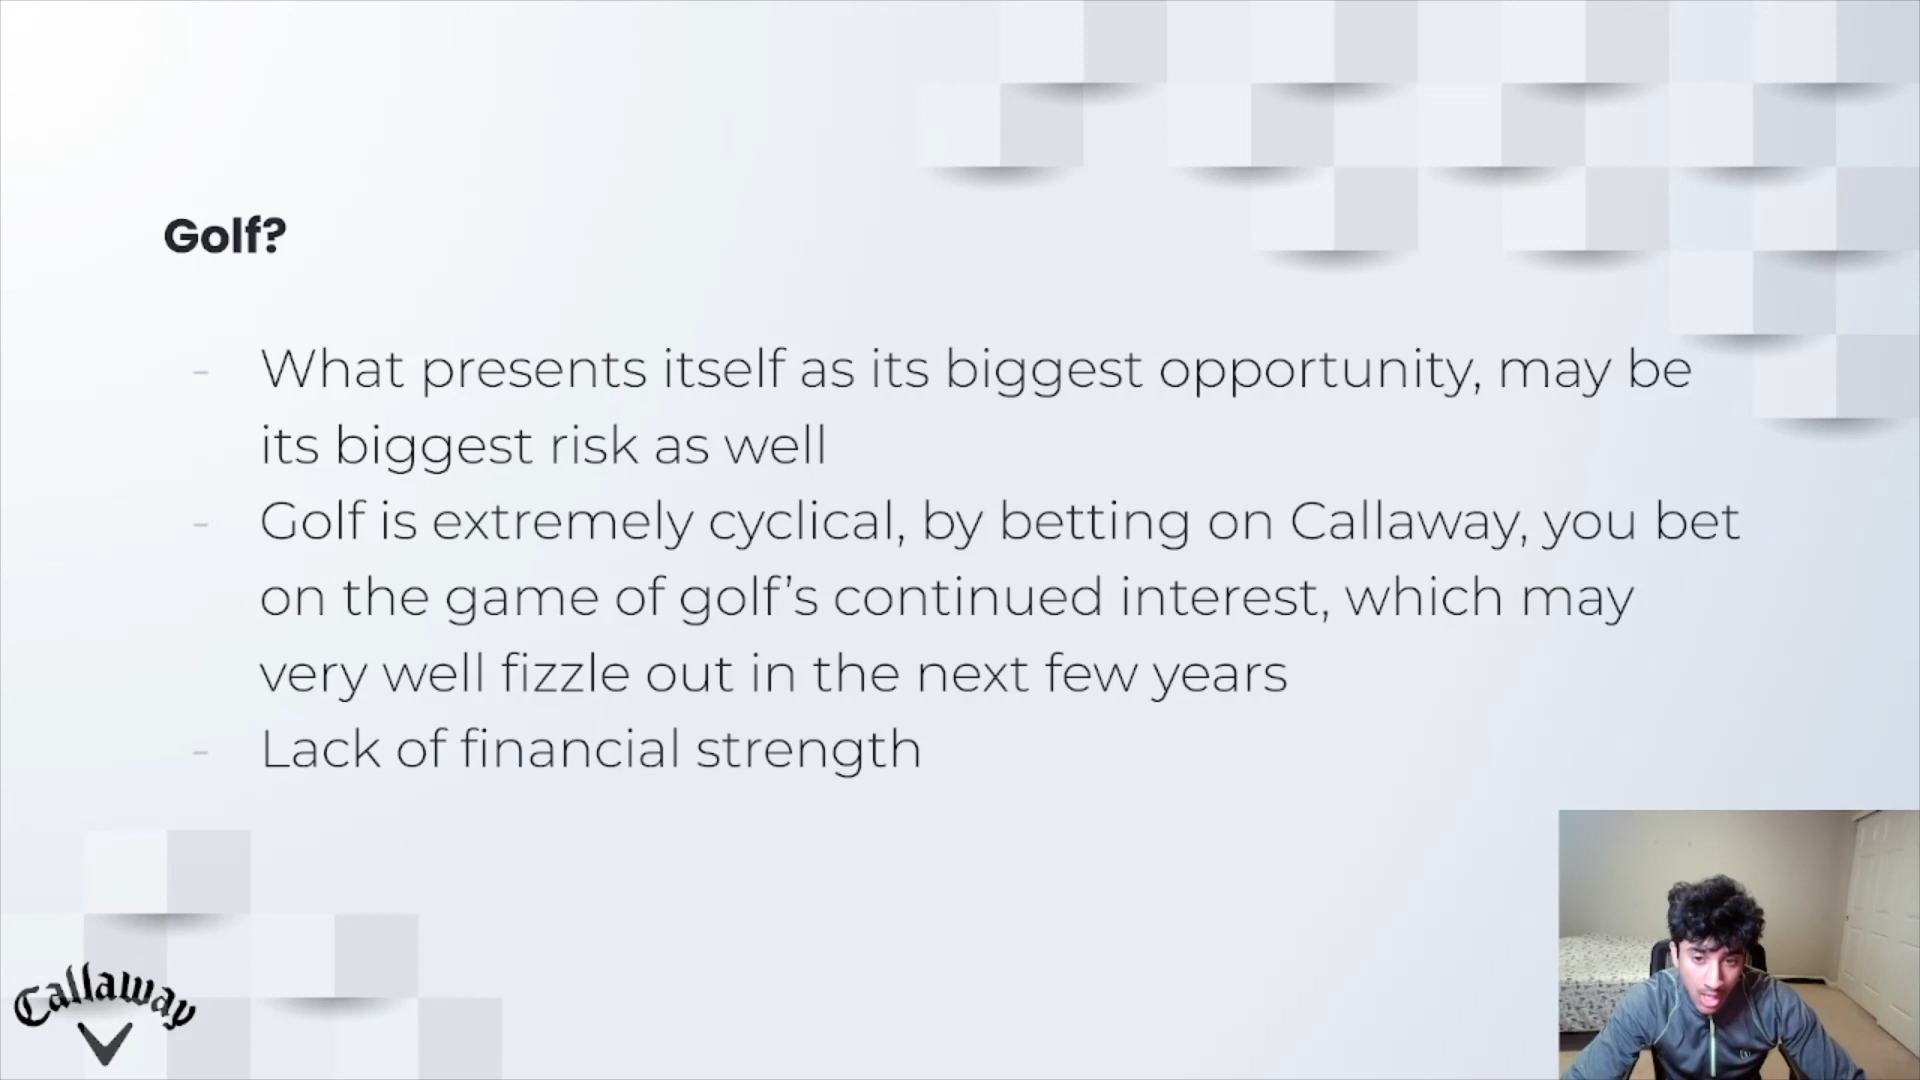 Golf?
- What presents itself as its biggest opportunity, may be
its biggest risk as well
- Golf is extremely cyclical, by betting on Callaway, you bet
on the game of golf’s continued interest, which may
very well fizzle out in the next few years
- Lack of financial strength
Callaway